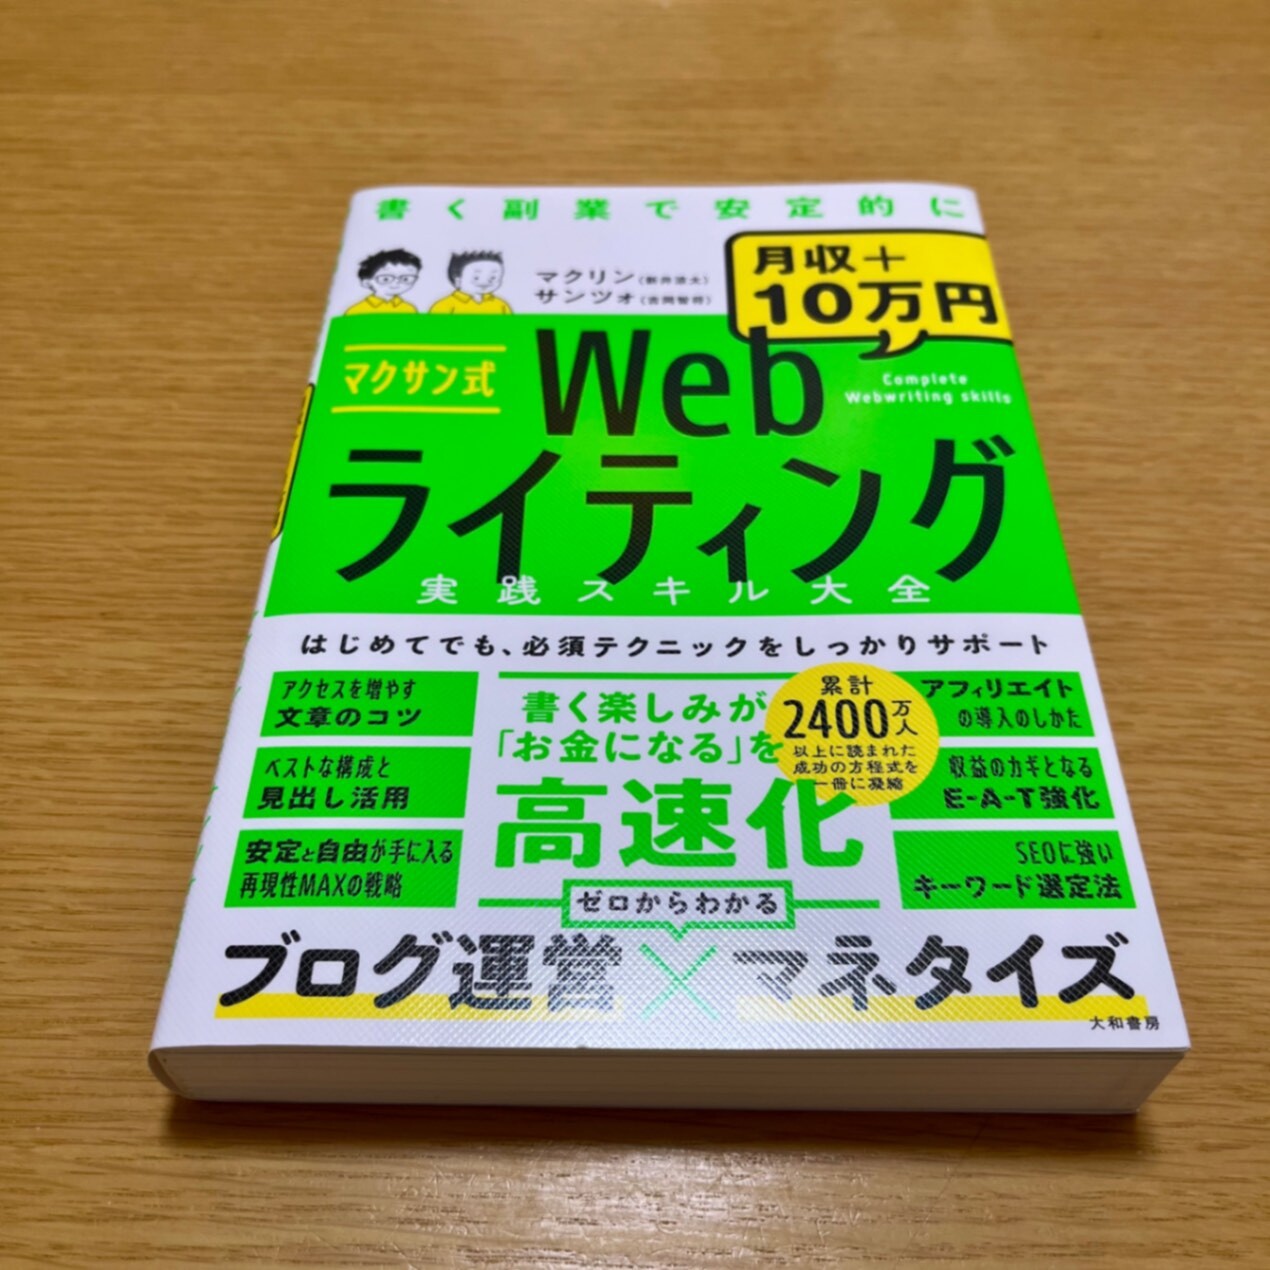 書く副業で安定的に
月収＋
10万円
マクリン（新井涼太）
サンツォ（吉岡智将）
マクサン式
Web
Complete
Webwriting skills
ライティング
実践スキル大全
はじめてでも、必須テクニックをしっかりサポート
アクセスを増やす
文章のコツ
ベストな構成と
見出し活用
安定と自由が手に入る
再現性MAXの戦略
書く楽しみが
「お金になる」を
高速化
累計
2400万人
以上に読まれた
成功の方程式を
一冊に凝縮
アフィリエイト
の導入のしかた
収益のカギとなる
E-A-T強化
SEOに強い
キーワード選定法
ゼロからわかる
ブログ運営×マネタイズ
大和書房